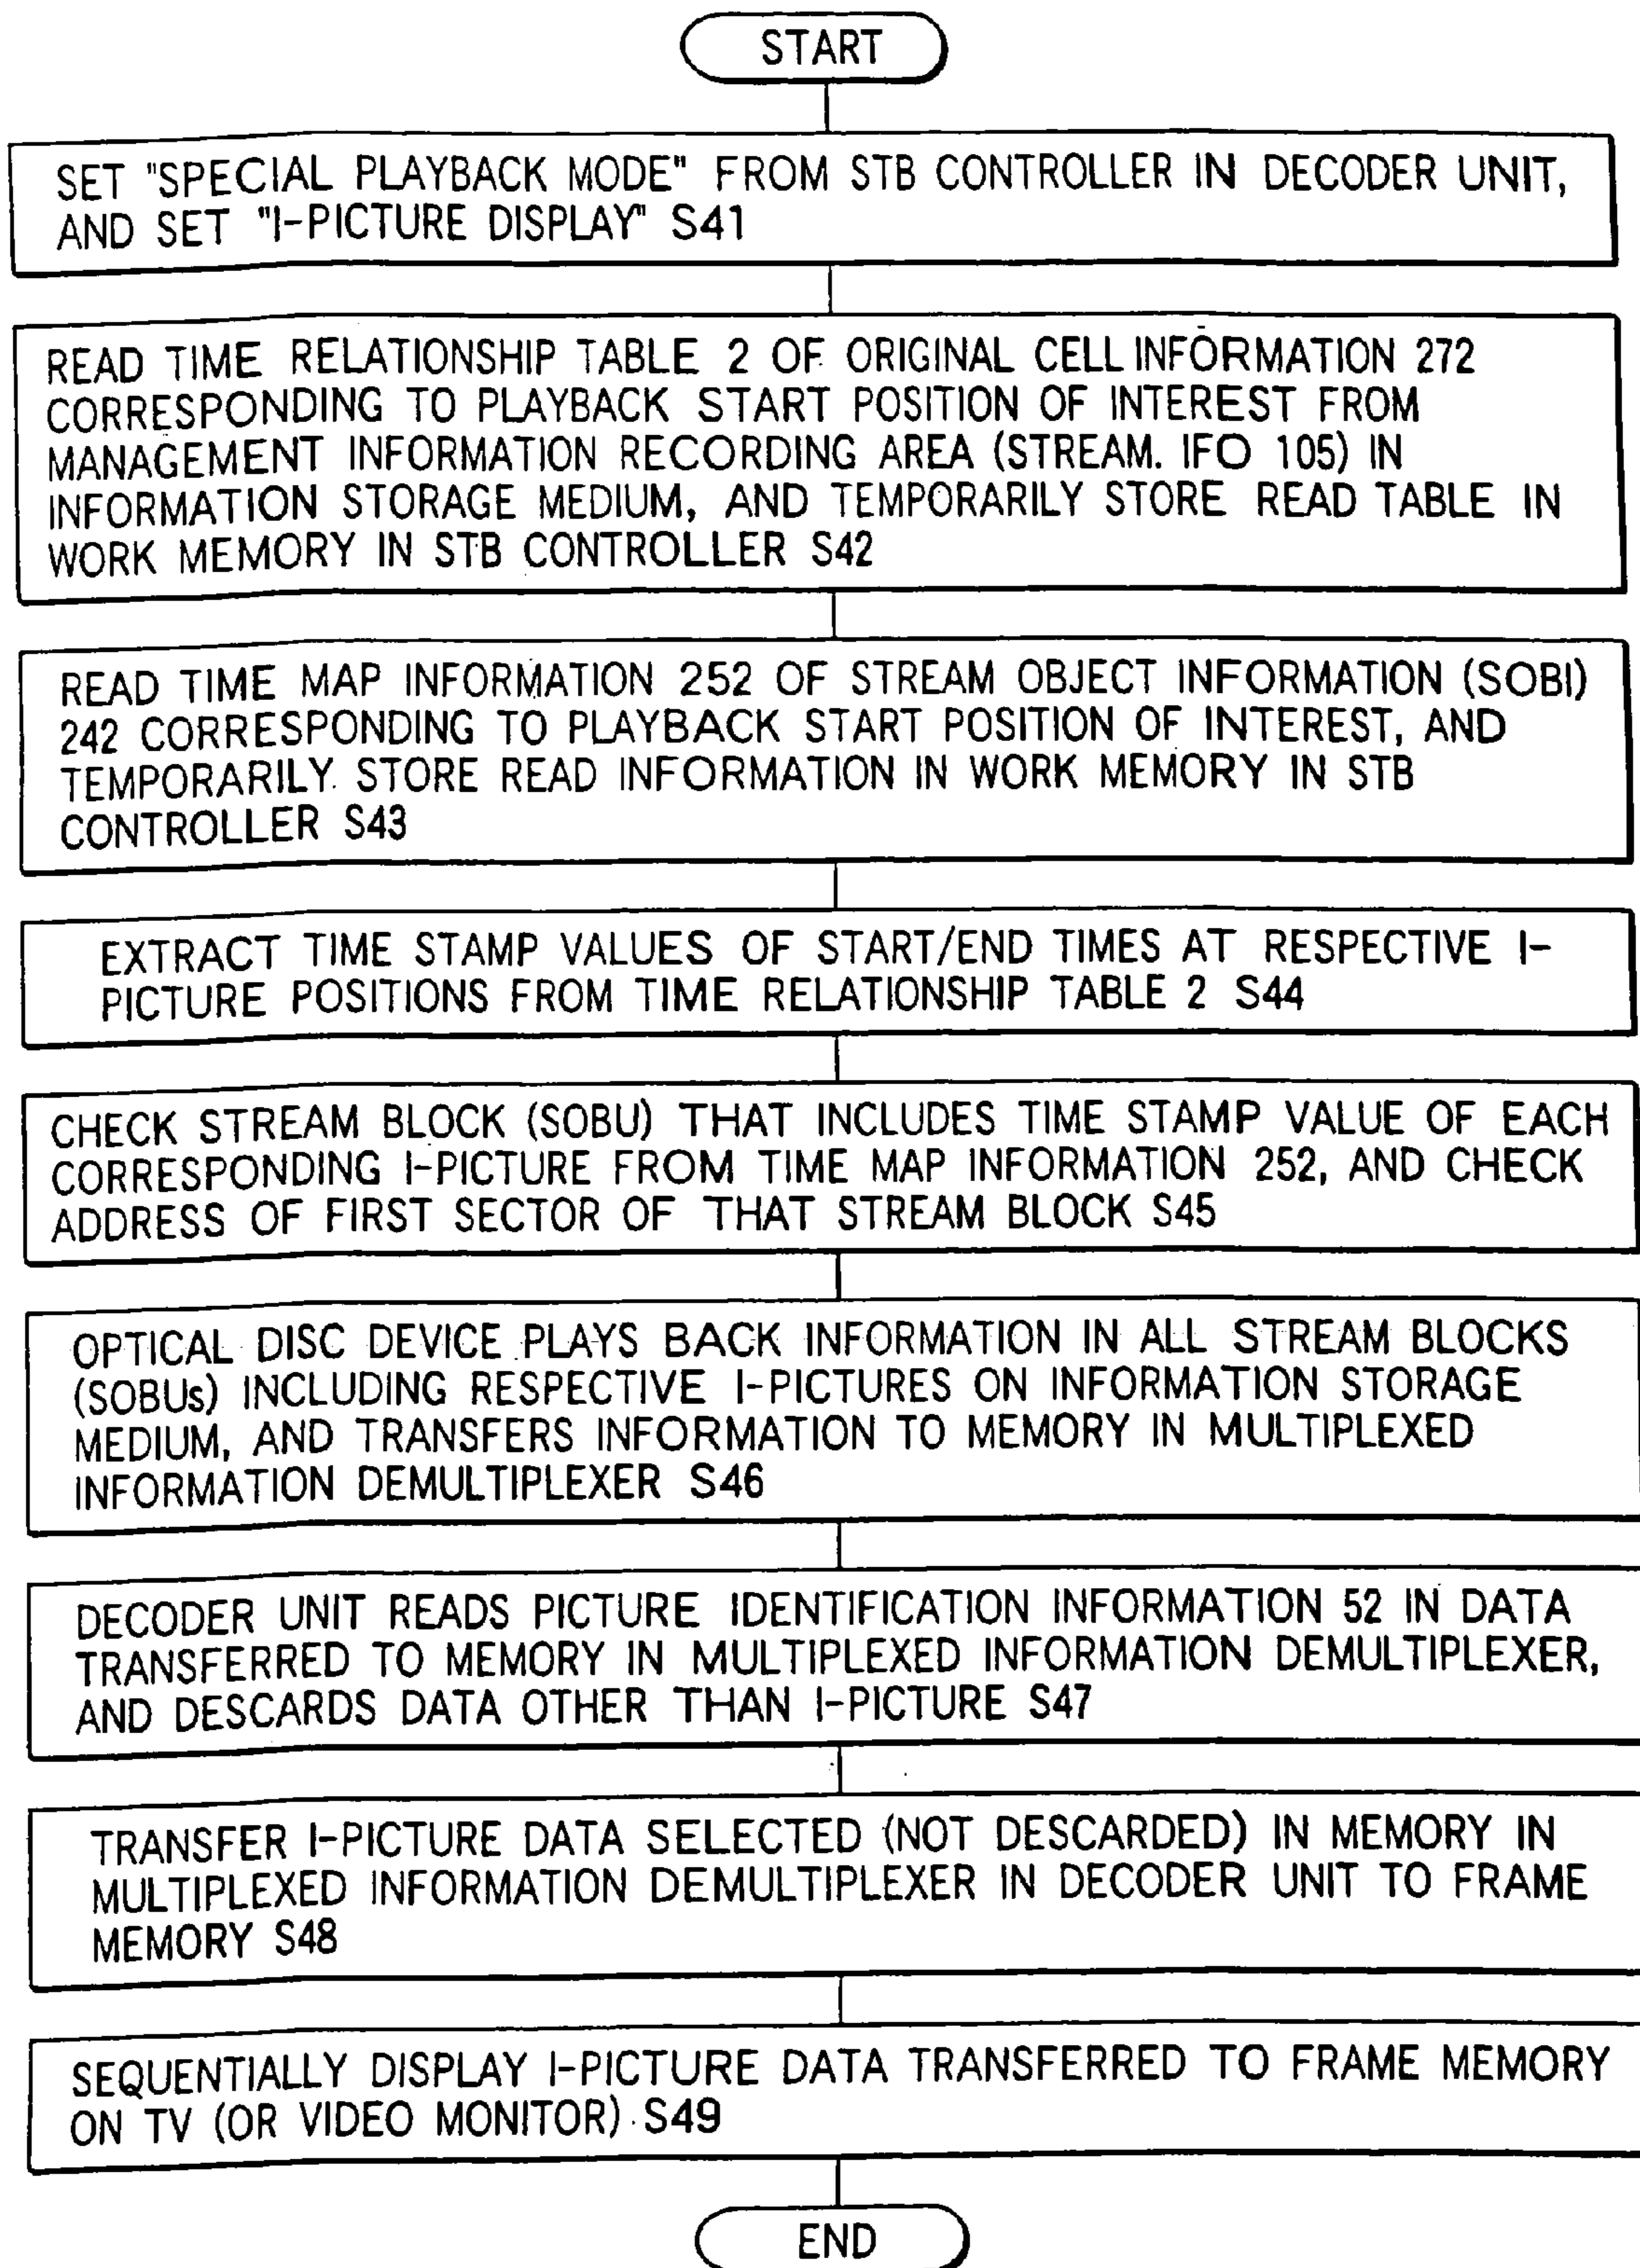 START
SET "SPECIAL PLAYBACK MODE" FROM STB CONTROLLER IN DECODER UNIT,
AND SET "I-PICTURE DISPLAY" S41
READ TIME RELATIONSHIP TABLE 2 OF ORIGINAL CELL INFORMATION 272
CORRESPONDING TO PLAYBACK START POSITION OF INTEREST FROM
MANAGEMENT INFORMATION RECORDING AREA (STREAM. IFO 105) IN
INFORMATION STORAGE MEDIUM, AND TEMPORARILY STORE READ TABLE IN
WORK MEMORY IN STB CONTROLLER S42
READ TIME MAP INFORMATION 252 OF STREAM OBJECT INFORMATION (SOBI)
242 CORRESPONDING TO PLAYBACK START POSITION OF INTEREST, AND
TEMPORARILY STORE READ INFORMATION IN WORK MEMORY IN STB
CONTROLLER S43
EXTRACT TIME STAMP VALUES OF START/END TIMES AT RESPECTIVE I-
PICTURE POSITIONS FROM TIME RELATIONSHIP TABLE 2 S44
CHECK STREAM BLOCK (SOBU) THAT INCLUDES TIME STAMP VALUE OF EACH
CORRESPONDING I-PICTURE FROM TIME MAP INFORMATION 252, AND CHECK
ADDRESS OF FIRST SECTOR OF THAT STREAM BLOCK S45
OPTICAL DISC DEVICE PLAYS BACK INFORMATION IN ALL STREAM BLOCKS
(SOBUs) INCLUDING RESPECTIVE I-PICTURES ON INFORMATION STORAGE
MEDIUM, AND TRANSFERS INFORMATION TO MEMORY IN MULTIPLEXED
INFORMATION DEMULTIPLEXER S46
DECODER UNIT READS PICTURE IDENTIFICATION INFORMATION 52 IN DATA
TRANSFERRED TO MEMORY IN MULTIPLEXED INFORMATION DEMULTIPLEXER,
AND DESCARDS DATA OTHER THAN I-PICTURE S47
TRANSFER I-PICTURE DATA SELECTED (NOT DESCARDED) IN MEMORY IN
MULTIPLEXED INFORMATION DEMULTIPLEXER IN DECODER UNIT TO FRAME
MEMORY S48
SEQUENTIALLY DISPLAY I-PICTURE DATA TRANSFERRED TO FRAME MEMORY
ON TV (OR VIDEO MONITOR) S49
END